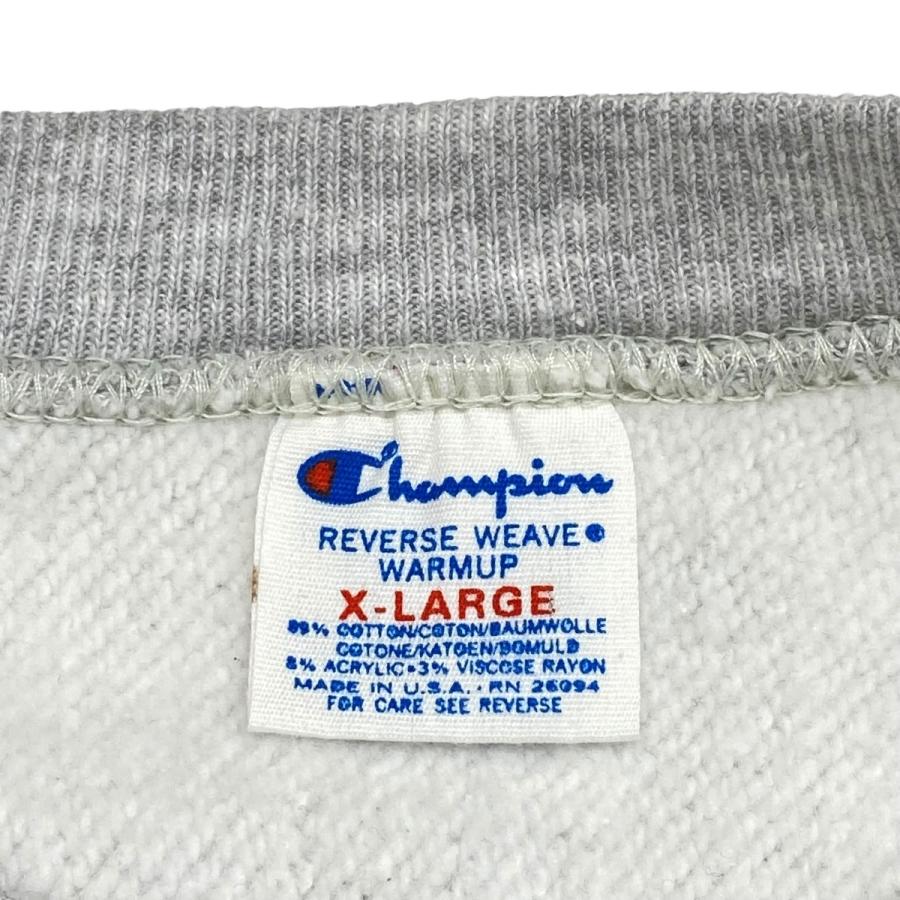 Champion
REVERSE WEAVE®
WARMUP
X-LARGE
89% COTTON/COTON/BAUMWOLLE
COTONE/KATOEN/BOMULD
8% ACRYLIC•3% VISCOSE RAYON
MADE IN U.S.A. • RN 26094
FOR CARE SEE REVERSE